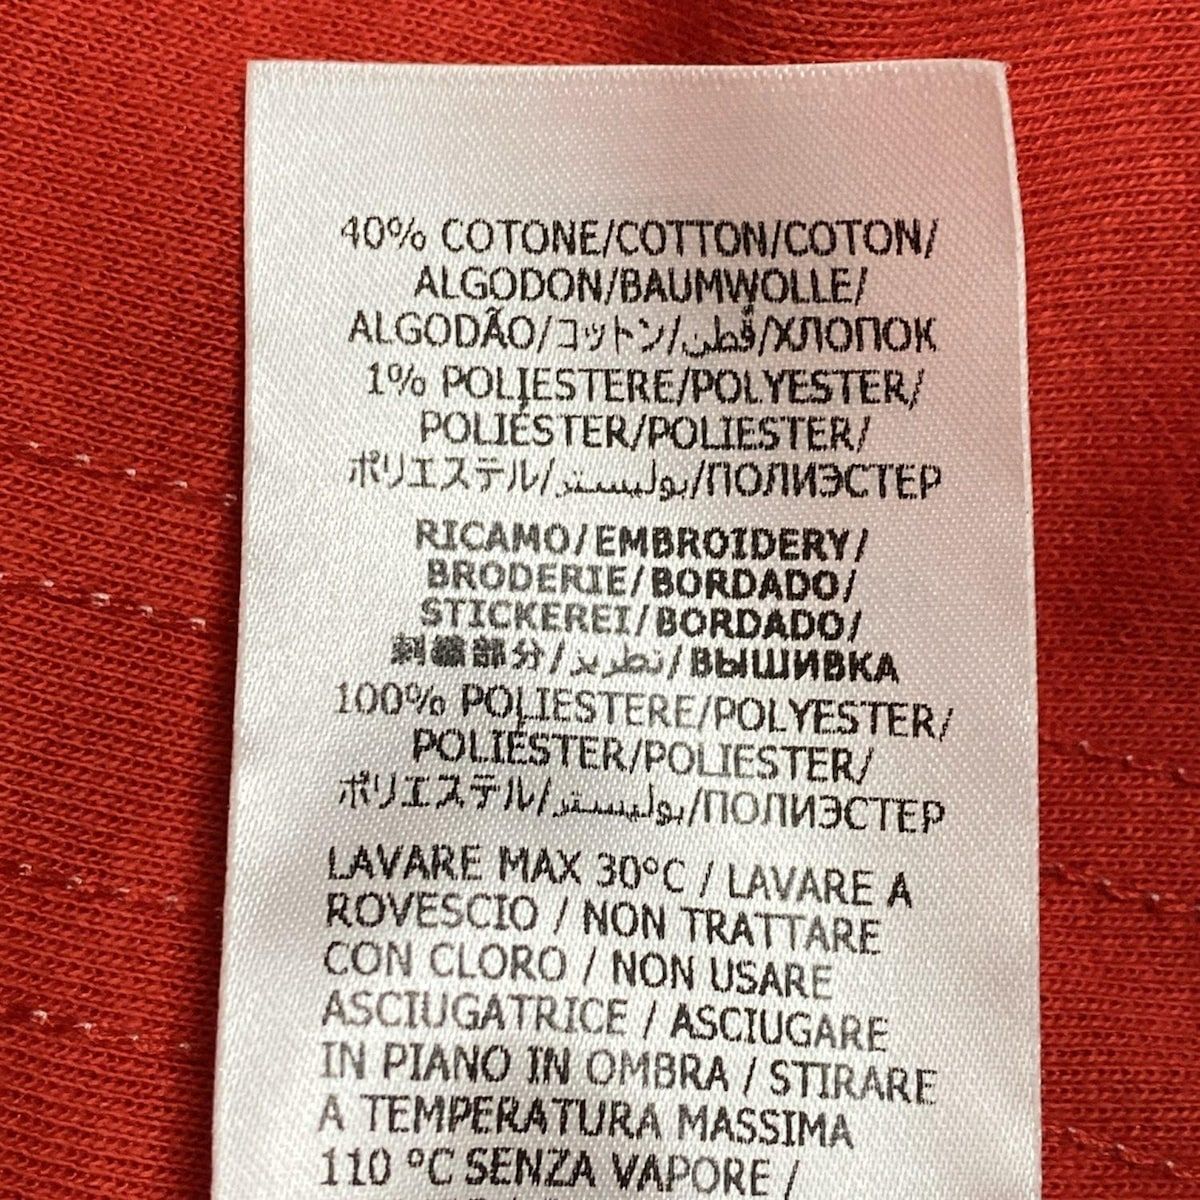 40% COTONE/COTTON/COTON/
ALGODON/BAUMWOLLE/
ALGODÃO/コットン/قطن/ХЛОПОК
1% POLIESTERE/POLYESTER/
POLIÉSTER/POLIESTER/
ポリエステル/بوليستر/ПОЛИЭСТЕР
RICAMO/EMBROIDERY/
BRODERIE/BORDADO/
STICKEREI/BORDADO/
刺繍部分/تطريز/ВЫШИВКА
100% POLIESTERE/POLYESTER/
POLIÉSTER/POLIESTER/
ポリエステル/بوليستر/ПОЛИЭСТЕР
LAVARE MAX 30°C / LAVARE A
ROVESCIO / NON TRATTARE
CON CLORO / NON USARE
ASCIUGATRICE / ASCIUGARE
IN PIANO IN OMBRA / STIRARE
A TEMPERATURA MASSIMA
110 °C SENZA VAPORE /